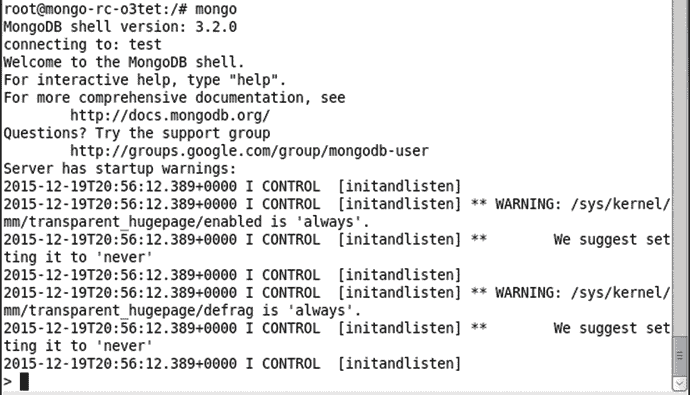 root@mongo-rc-o3tet:/# mongo
MongoDB shell version: 3.2.0
connecting to: test
Welcome to the MongoDB shell.
For interactive help, type "help".
For more comprehensive documentation, see
        http://docs.mongodb.org/
Questions? Try the support group
        http://groups.google.com/group/mongodb-user
Server has startup warnings:
2015-12-19T20:56:12.389+0000 I CONTROL  [initandlisten]
2015-12-19T20:56:12.389+0000 I CONTROL  [initandlisten] ** WARNING: /sys/kernel/
mm/transparent_hugepage/enabled is 'always'.
2015-12-19T20:56:12.389+0000 I CONTROL  [initandlisten] **        We suggest set
ting it to 'never'
2015-12-19T20:56:12.389+0000 I CONTROL  [initandlisten]
2015-12-19T20:56:12.389+0000 I CONTROL  [initandlisten] ** WARNING: /sys/kernel/
mm/transparent_hugepage/defrag is 'always'.
2015-12-19T20:56:12.389+0000 I CONTROL  [initandlisten] **        We suggest set
ting it to 'never'
2015-12-19T20:56:12.389+0000 I CONTROL  [initandlisten]
>